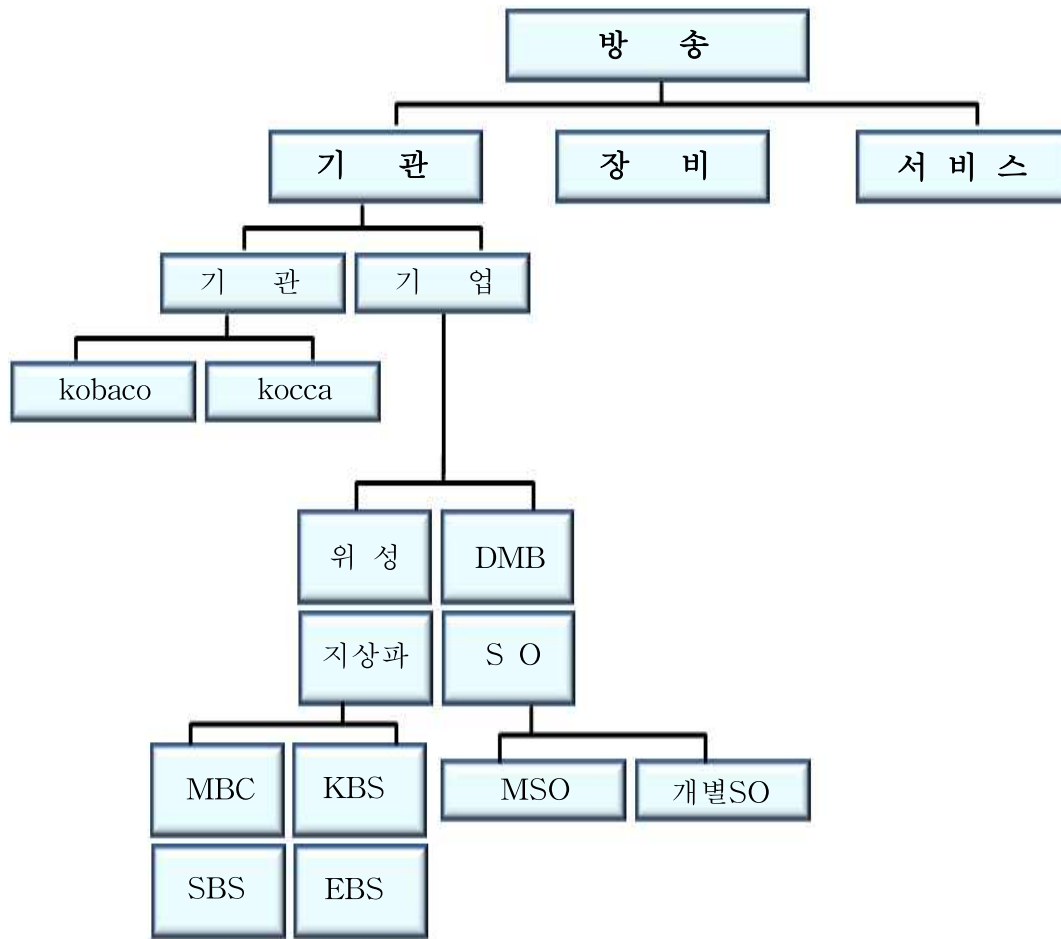 방 송
기 관 장 비 서 비 스
기 관 기 업
kobaco kocca
위 성 DMB
지상파 S O
MBC KBS MSO 개별SO
SBS EBS